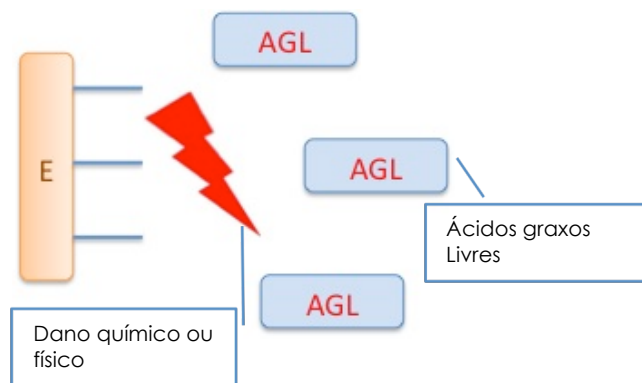 AGL
E
AGL
Ácidos graxos
Livres
AGL
Dano químico ou
físico